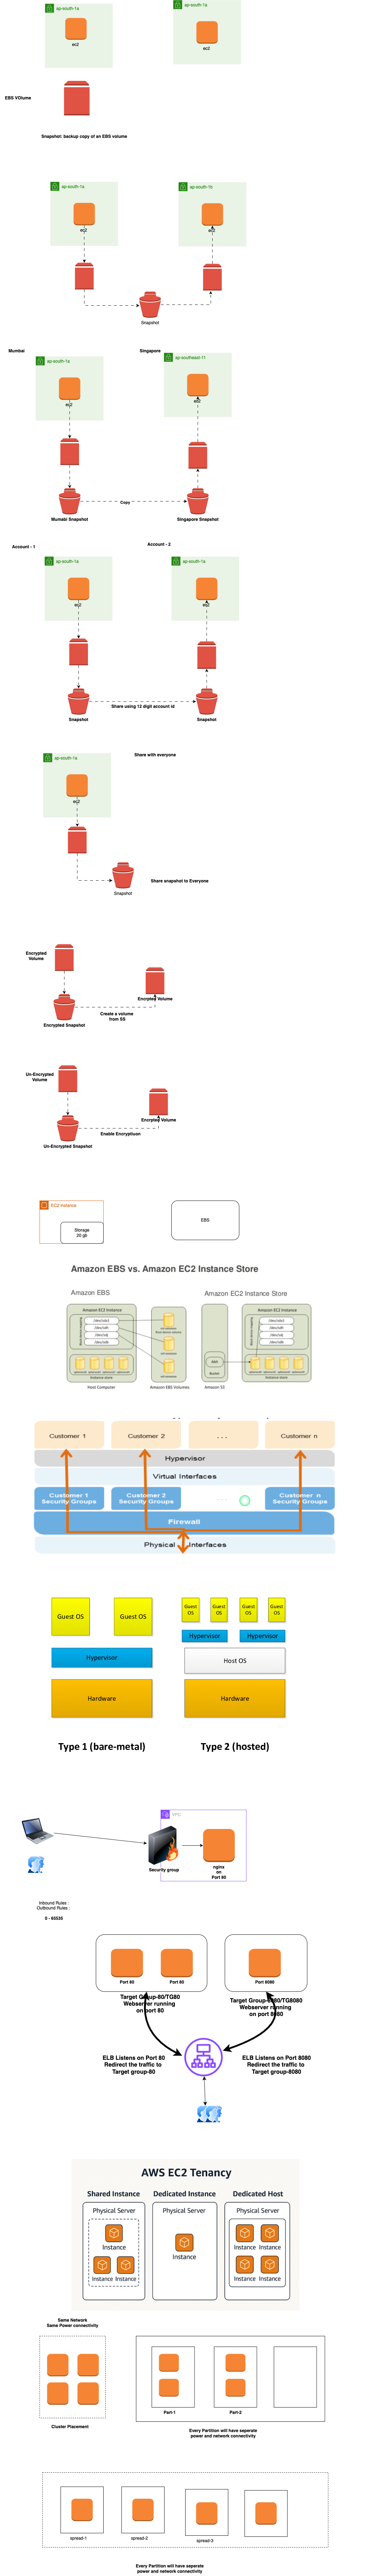 ap-south-1a
ap-south-1a
ec2
ec2
EBS VOlume
Snapshot: backup copy of an EBS volume
ap-south-1a
ap-south-1b
ec2
ec2
Snapshot
Mumbai
Singapore
ap-south-1a
ap-southeast-11
ec2
ec2
Copy
Mumabi Snapshot
Singapore Snapshot
Account - 1
Account - 2
ap-south-1a
ap-south-1a
ec2
ec2
Share using 12 digit account id
Snapshot
Snapshot
Share with everyone
ap-south-1a
ec2
Share snapshot to Everyone
Snapshot
Encrypted
Volume
Encrypted Volume
Create a volume
from SS
Encrypted Snapshot
Un-Encrypted
Volume
Encrypted Volume
Enable Encryptiuon
Un-Encrypted Snapshot
EC2 Instance
Storage
20 gb
EBS
Amazon EBS vs. Amazon EC2 Instance Store
Amazon EBS
Amazon EC2 Instance Store
Amazon EC2 Instance
Amazon EC2 Instance
Instance store
Instance store
Host Computer
Amazon EBS Volumes
Amazon S3
Host Computer
Customer 1
Customer 2
. . .
Customer n
Hypervisor
Virtual Interfaces
Customer 1
Security Groups
Customer 2
Security Groups
. . .
Customer n
Security Groups
Firewall
Physical Interfaces
Guest OS
Guest OS
Guest OS
Guest OS
Guest OS
Guest OS
Hypervisor
Hypervisor
Hypervisor
Host OS
Hardware
Hardware
Type 1 (bare-metal)
Type 2 (hosted)
VPC
Security group
nginx
on
Port 80
Inbound Rules :
Outbound Rules :
0 - 65535
Port 80
Port 80
Port 8080
Target Group-80/TG80
Webserver running
on port 80
Target Group-8080/TG8080
Webserver running
on port 8080
ELB Listens on Port 80
Redirect the traffic to
Target group-80
ELB Listens on Port 8080
Redirect the traffic to
Target group-8080
AWS EC2 Tenancy
Shared Instance
Dedicated Instance
Dedicated Host
Physical Server
Physical Server
Physical Server
Instance
Instance
Instance
Instance
Instance
Instance
Instance
Instance
Same Network
Same Power connectivity
Cluster Placement
Part-1
Part-2
Every Partition will have seperate
power and network connectivity
spread-1
spread-2
spread-3
Every Partition will have seperate
power and network connectivity